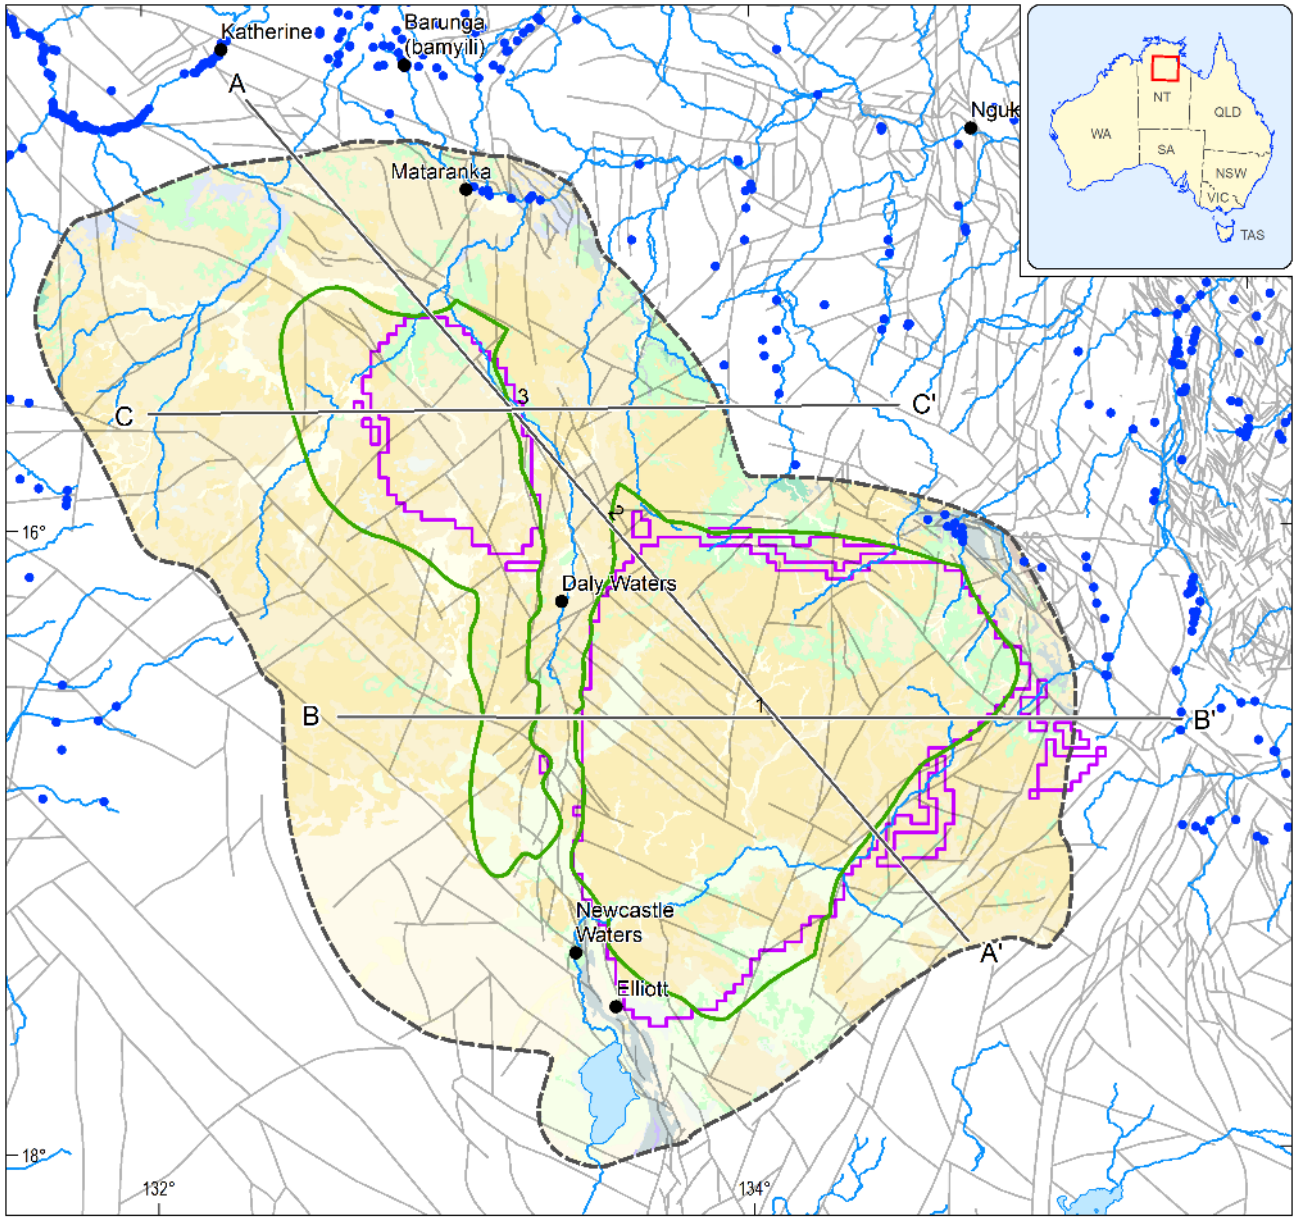 Katherine
Barunga
(bamyili)
A
Nguk
NT
WA
QLD
SA
NSW
VIC
TAS
Mataranka
3
C
C'
2
16°
Daly Waters
1
B
B'
Newcastle
Waters
A'
Elliott
18°
132°
134°